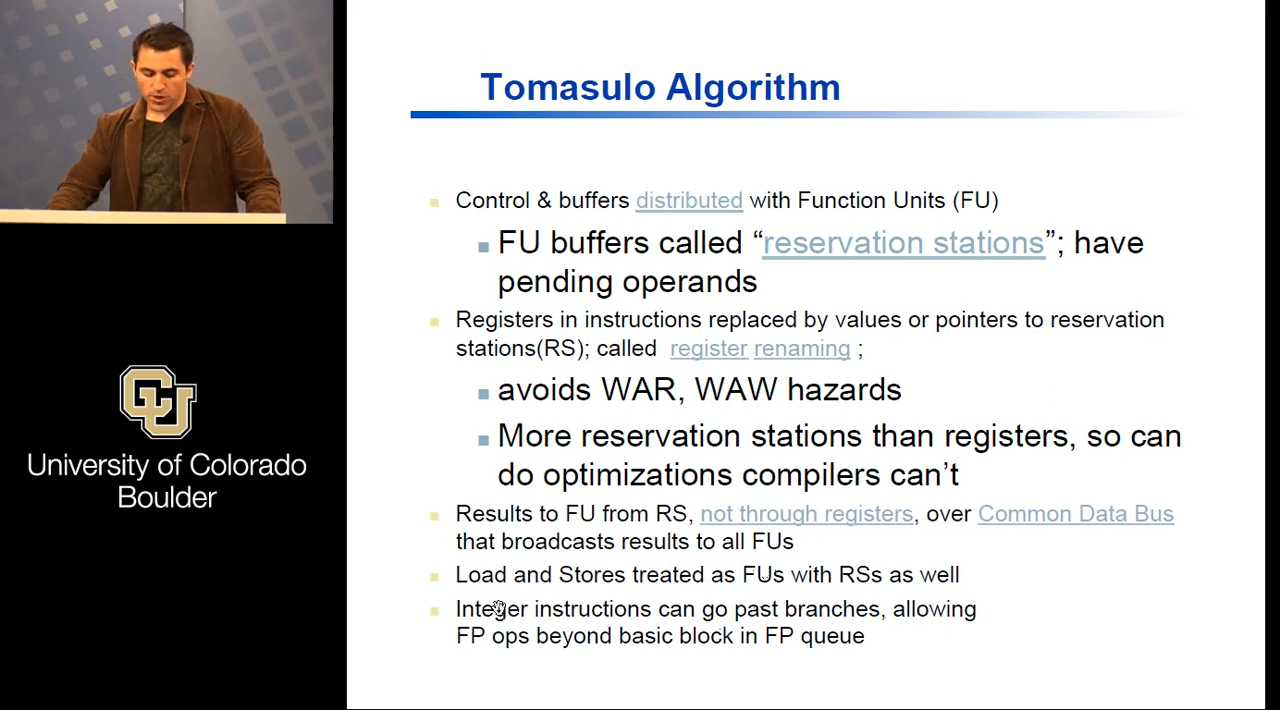 Tomasulo Algorithm
Control & buffers distributed with Function Units (FU)
FU buffers called “reservation stations”; have
pending operands
Registers in instructions replaced by values or pointers to reservation
stations(RS); called register renaming ;
avoids WAR, WAW hazards
More reservation stations than registers, so can
do optimizations compilers can’t
Results to FU from RS, not through registers, over Common Data Bus
that broadcasts results to all FUs
Load and Stores treated as FUs with RSs as well
Integer instructions can go past branches, allowing
FP ops beyond basic block in FP queue
CU
University of Colorado
Boulder